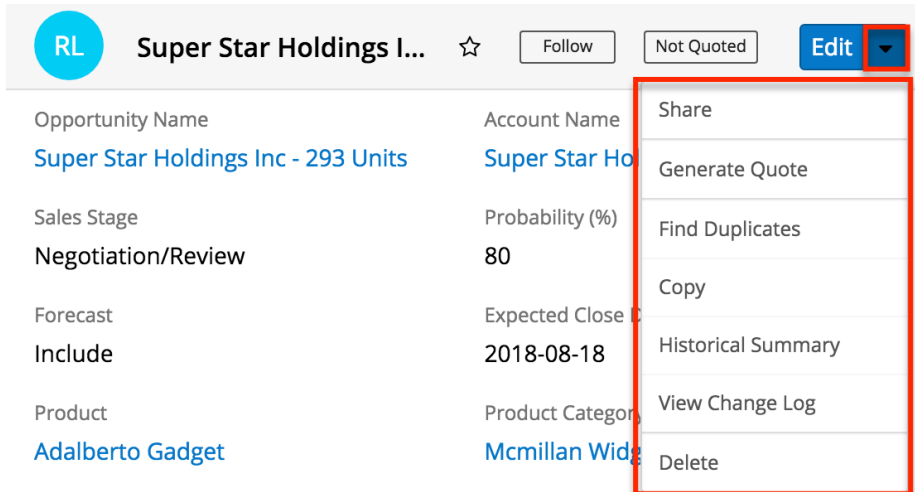 RL Super Star Holdings I... Follow Not Quoted Edit
Share
Opportunity Name Account Name
Super Star Holdings Inc - 293 Units Super Star Hol
Generate Quote
Sales Stage Probability (%)
Find Duplicates
Negotiation/Review 80
Copy
Forecast Expected Close D
Include 2018-08-18
Historical Summary
View Change Log
Product Product Category
Adalberto Gadget Mcmillan Widg
Delete